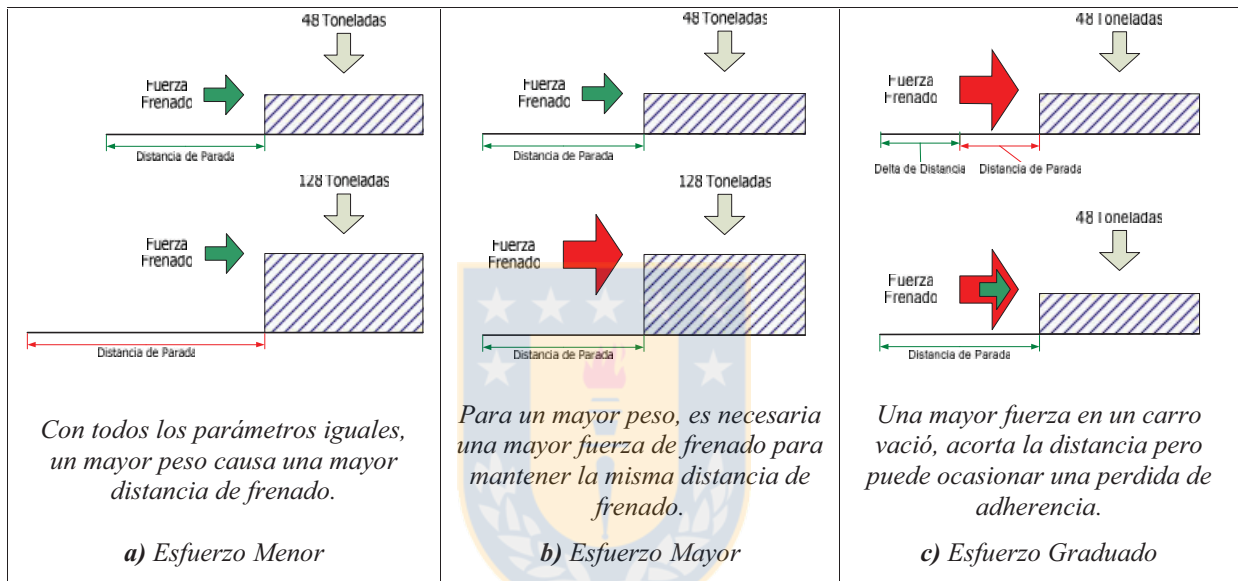 48 Toneladas
Fuerza
Frenado
Distancia de Parada
128 Toneladas
Fuerza
Frenado
Distancia de Parada
Con todos los parámetros iguales,
un mayor peso causa una mayor
distancia de frenado.
a) Esfuerzo Menor
48 Toneladas
Fuerza
Frenado
Distancia de Parada
128 Toneladas
Fuerza
Frenado
Distancia de Parada
Para un mayor peso, es necesaria
una mayor fuerza de frenado para
mantener la misma distancia de
frenado.
b) Esfuerzo Mayor
48 Toneladas
Fuerza
Frenado
Delta de Distancia
Distancia de Parada
48 Toneladas
Fuerza
Frenado
Distancia de Parada
Una mayor fuerza en un carro
vació, acorta la distancia pero
puede ocasionar una perdida de
adherencia.
c) Esfuerzo Graduado